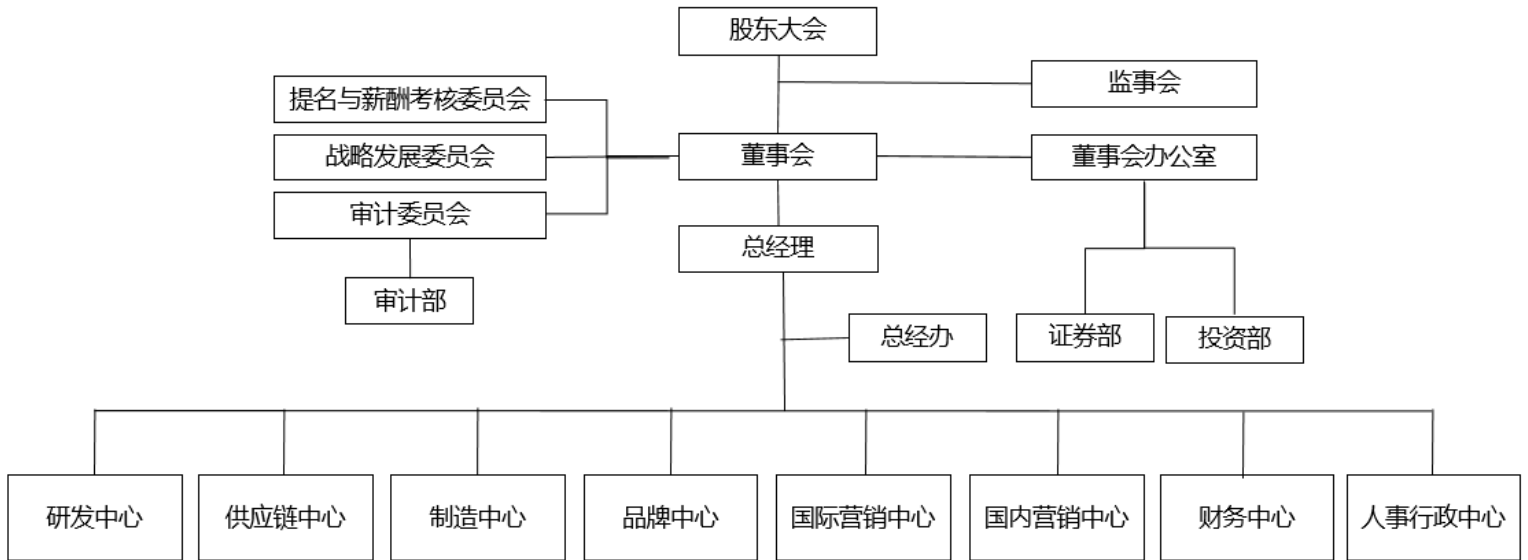 股东大会
监事会
提名与薪酬考核委员会
战略发展委员会
董事会
董事会办公室
审计委员会
总经理
审计部
总经办
证券部
投资部
研发中心
供应链中心
制造中心
品牌中心
国际营销中心
国内营销中心
财务中心
人事行政中心